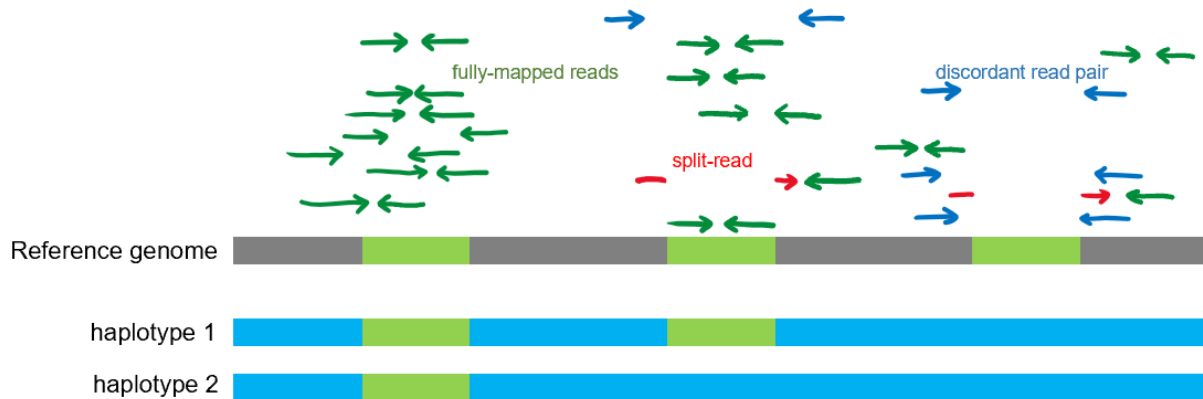 fully-mapped reads
discordant read pair
split-read
Reference genome
haplotype 1
haplotype 2